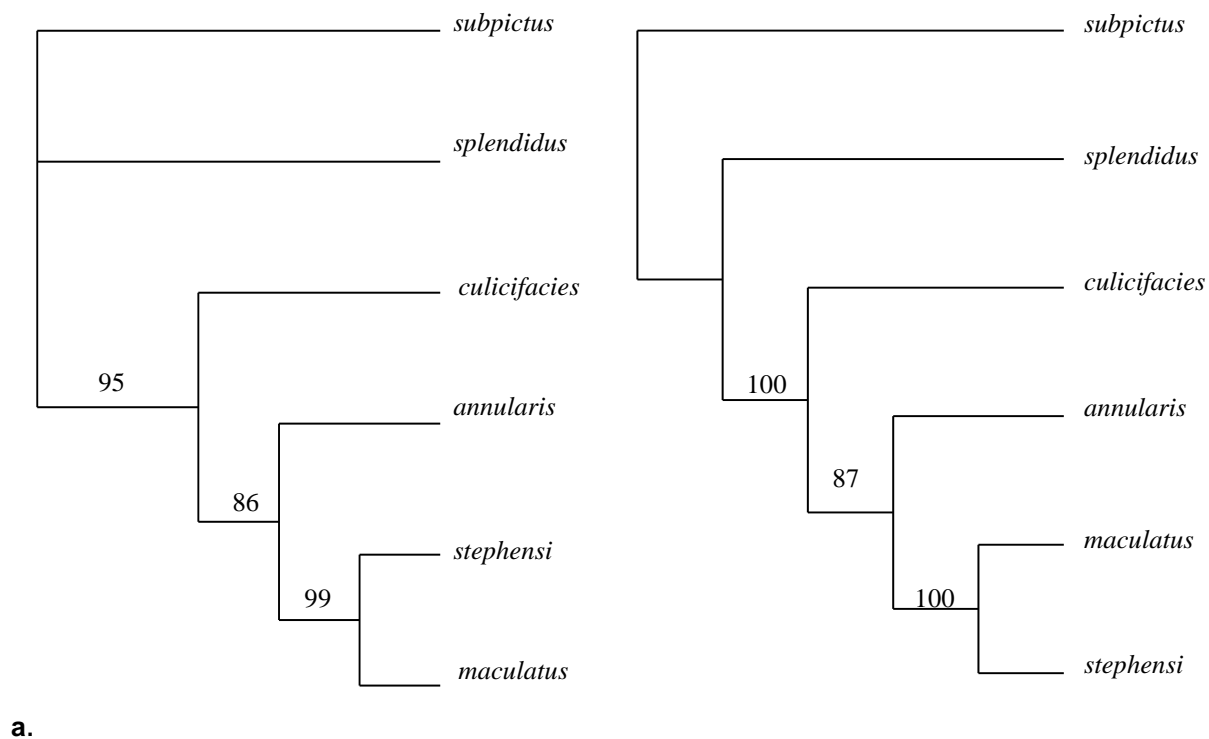 subpictus
splendidus
culicifacies
95
annularis
86
stephensi
99
maculatus
subpictus
splendidus
culicifacies
100
annularis
87
maculatus
100
stephensi
a.